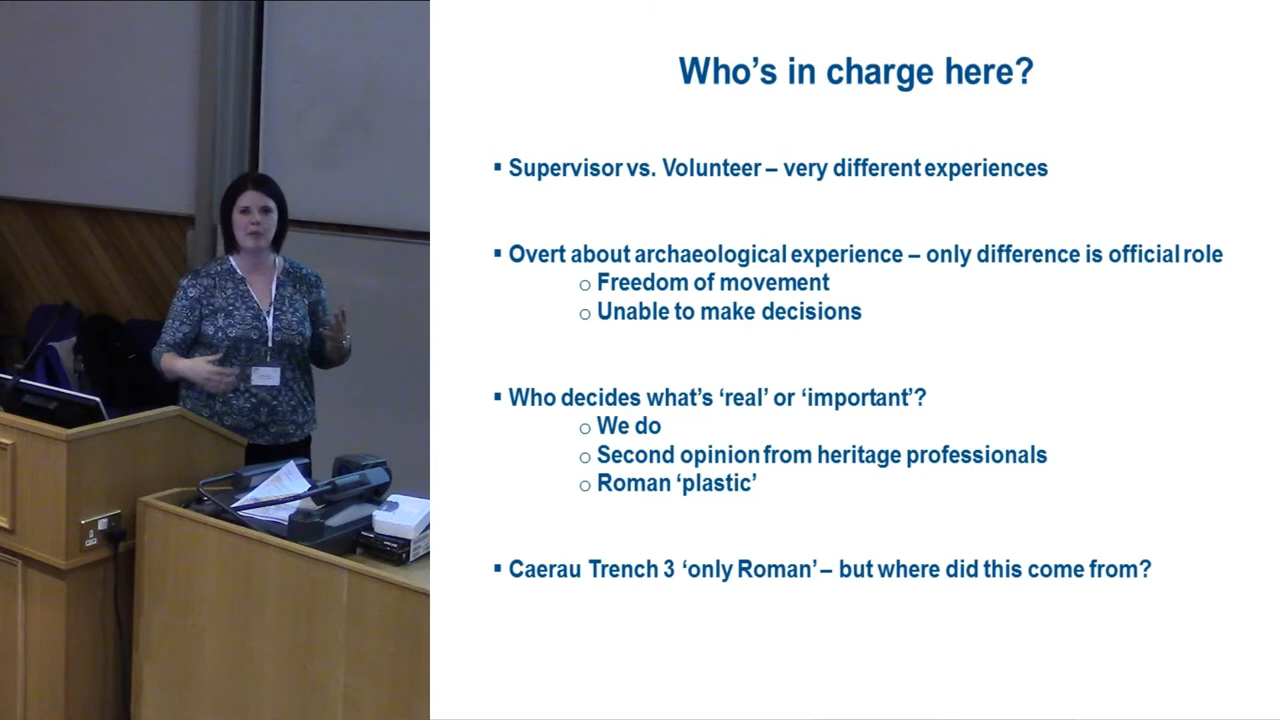 Who's in charge here?
▪ Supervisor vs. Volunteer – very different experiences
▪ Overt about archaeological experience – only difference is official role
o Freedom of movement
o Unable to make decisions
▪ Who decides what's 'real' or 'important'?
o We do
o Second opinion from heritage professionals
o Roman 'plastic'
▪ Caerau Trench 3 'only Roman' – but where did this come from?